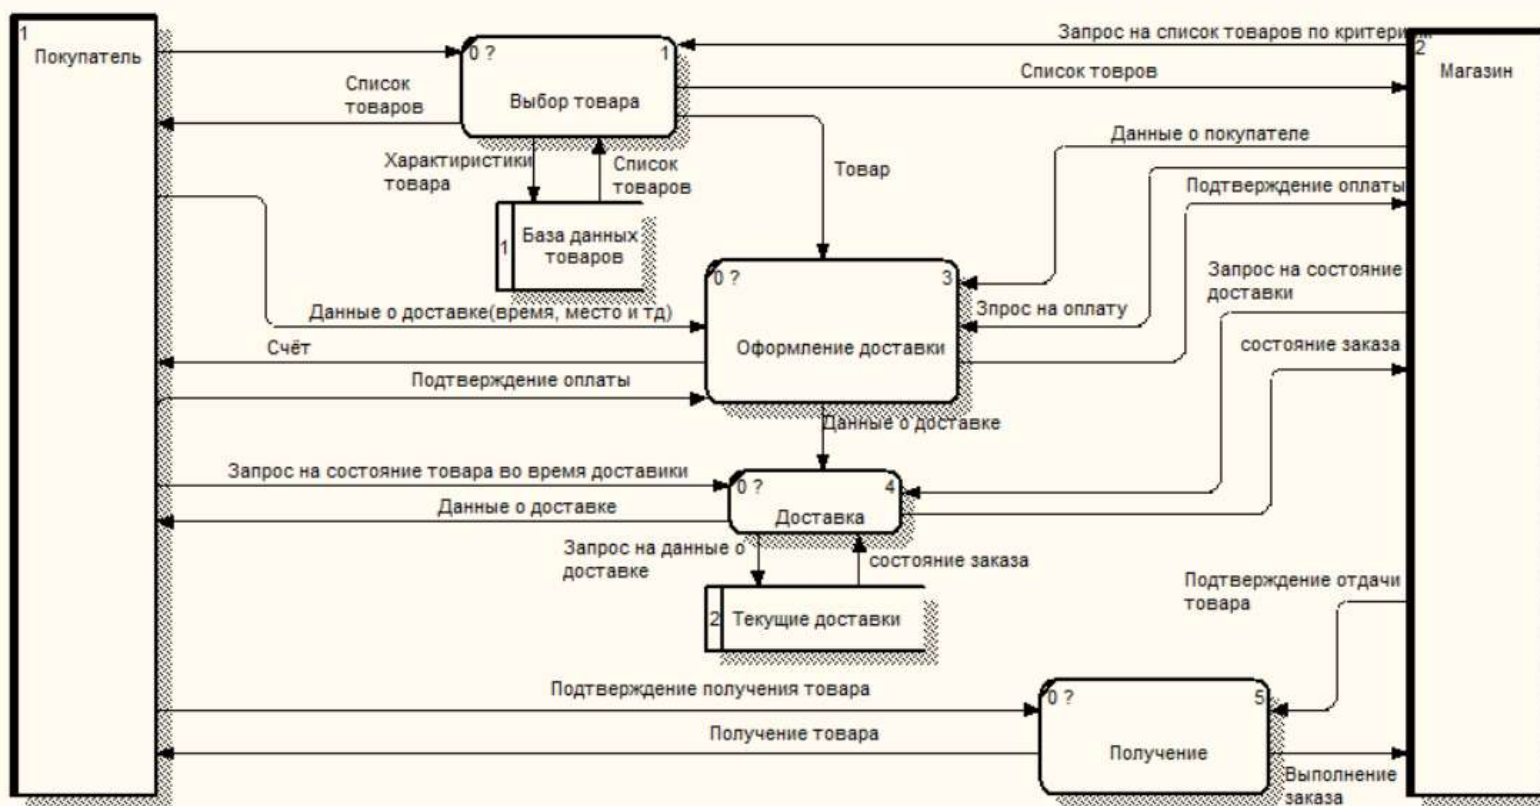 1
Покупатель
0 ?
1
Выбор товара
Запрос на список товаров по критериям
2
Магазин
Список товров
Список
товаров
Данные о покупателе
Характиристики
товара
Список
товаров
Товар
Подтверждение оплаты
1
База данных
товаров
0 ?
3
Запрос на состояние
доставки
Данные о доставке(время, место и тд)
Зпрос на оплату
Счёт
Оформление доставки
состояние заказа
Подтверждение оплаты
Данные о доставке
Запрос на состояние товара во время доставики
0 ?
4
Данные о доставке
Доставка
Запрос на данные о
доставке
состояние заказа
Подтверждение отдачи
товара
2
Текущие доставки
Подтверждение получения товара
0 ?
5
Получение товара
Получение
Выполнение
заказа